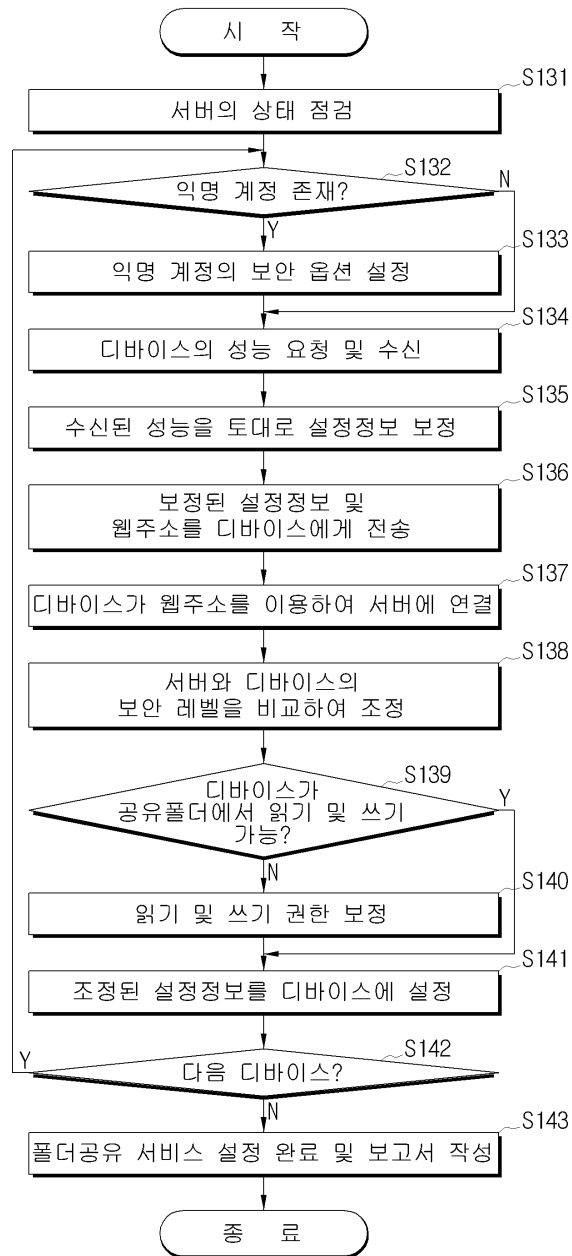 시 작
S131
서버의 상태 점검
S132
익명 계정 존재?
N
Y
S133
익명 계정의 보안 옵션 설정
S134
디바이스의 성능 요청 및 수신
S135
수신된 성능을 토대로 설정정보 보정
S136
보정된 설정정보 및
웹주소를 디바이스에게 전송
S137
디바이스가 웹주소를 이용하여 서버에 연결
S138
서버와 디바이스의
보안 레벨을 비교하여 조정
S139
디바이스가
공유폴더에서 읽기 및 쓰기
가능?
Y
N
S140
읽기 및 쓰기 권한 보정
S141
조정된 설정정보를 디바이스에 설정
S142
Y
다음 디바이스?
N
S143
폴더공유 서비스 설정 완료 및 보고서 작성
종 료